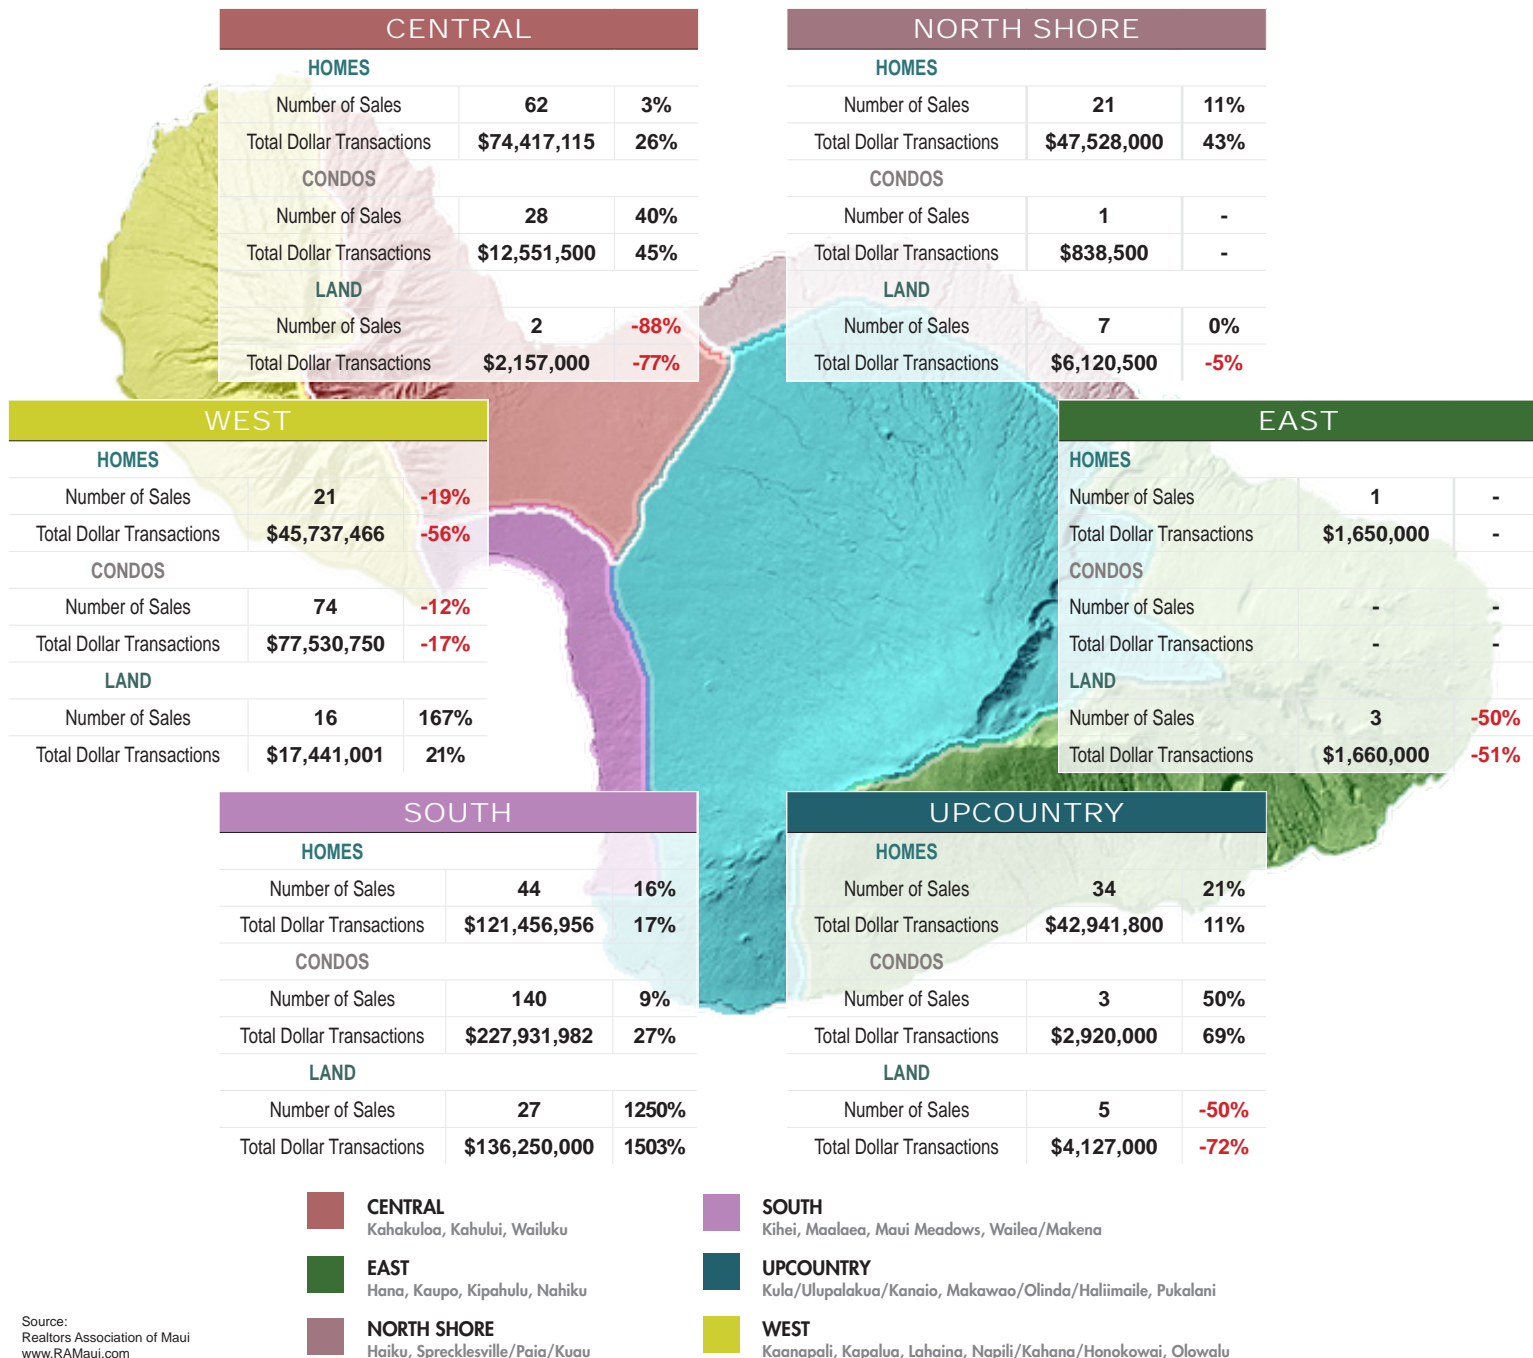 CENTRAL
HOMES
Number of Sales 62 3%
Total Dollar Transactions $74,417,115 26%
CONDOS
Number of Sales 28 40%
Total Dollar Transactions $12,551,500 45%
LAND
Number of Sales 2 -88%
Total Dollar Transactions $2,157,000 -77%
NORTH SHORE
HOMES
Number of Sales 21 11%
Total Dollar Transactions $47,528,000 43%
CONDOS
Number of Sales 1 -
Total Dollar Transactions $838,500 -
LAND
Number of Sales 7 0%
Total Dollar Transactions $6,120,500 -5%
WEST
HOMES
Number of Sales 21 -19%
Total Dollar Transactions $45,737,466 -56%
CONDOS
Number of Sales 74 -12%
Total Dollar Transactions $77,530,750 -17%
LAND
Number of Sales 16 167%
Total Dollar Transactions $17,441,001 21%
EAST
HOMES
Number of Sales 1 -
Total Dollar Transactions $1,650,000 -
CONDOS
Number of Sales - -
Total Dollar Transactions - -
LAND
Number of Sales 3 -50%
Total Dollar Transactions $1,660,000 -51%
SOUTH
HOMES
Number of Sales 44 16%
Total Dollar Transactions $121,456,956 17%
CONDOS
Number of Sales 140 9%
Total Dollar Transactions $227,931,982 27%
LAND
Number of Sales 27 1250%
Total Dollar Transactions $136,250,000 1503%
UPCOUNTRY
HOMES
Number of Sales 34 21%
Total Dollar Transactions $42,941,800 11%
CONDOS
Number of Sales 3 50%
Total Dollar Transactions $2,920,000 69%
LAND
Number of Sales 5 -50%
Total Dollar Transactions $4,127,000 -72%
CENTRAL
Kahakuloa, Kahului, Wailuku
EAST
Hana, Kaupo, Kipahulu, Nahiku
NORTH SHORE
Haiku, Sprecklesville/Paia/Kuau
SOUTH
Kihei, Maalaea, Maui Meadows, Wailea/Makena
UPCOUNTRY
Kula/Ulupalakua/Kanaio, Makawao/Olinda/Haliimaile, Pukalani
WEST
Kaanapali, Kapalua, Lahaina, Napili/Kahana/Honokowai, Olowalu
Source:
Realtors Association of Maui
www.RAMaui.com